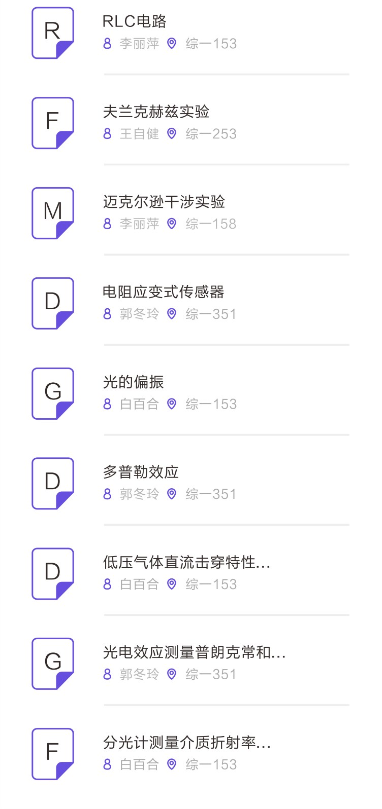 R
RLC电路
李丽萍 综一153
F
夫兰克赫兹实验
王自健 综一253
M
迈克尔逊干涉实验
李丽萍 综一158
D
电阻应变式传感器
郭冬玲 综一351
G
光的偏振
白百合 综一153
D
多普勒效应
郭冬玲 综一351
D
低压气体直流击穿特性...
白百合 综一153
G
光电效应测量普朗克常和...
郭冬玲 综一351
F
分光计测量介质折射率...
白百合 综一153